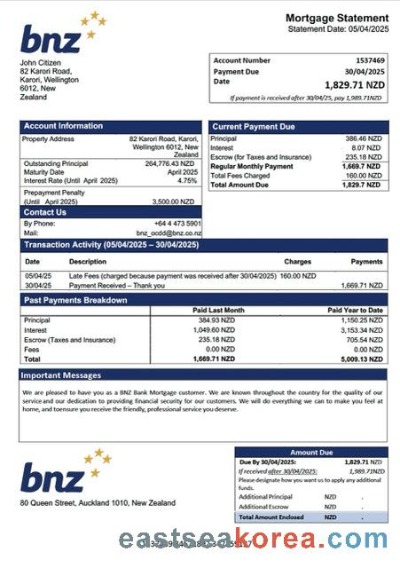 bnz
Mortgage Statement
Statement Date: 05/04/2025
John Citizen
82 Karori Road,
Karori, Wellington
6012, New
Zealand
Account Number 1537469
Payment Due 30/04/2025
Date
1,829.71 NZD
If payment is received after 30/04/25, pay 1,989.71NZD
Account Information
Property Address 82 Karori Road, Karori,
Wellington 6012, New
Zealand
Outstanding Principal 264,776.43 NZD
Maturity Date April 2025
Interest Rate (Until April 2025) 4.75%
Prepayment Penalty
(Until April 2025) 3,500.00 NZD
Contact Us
By Phone: +64 4 473 5901
Mail: bnz_ocdd@bnz.co.nz
Current Payment Due
Principal 386.46 NZD
Interest 8.07 NZD
Escrow (for Taxes and Insurance) 235.18 NZD
Regular Monthly Payment 1,669.7 NZD
Total Fees Charged 160.00 NZD
Total Amount Due 1,829.7 NZD
Transaction Activity (05/04/2025 – 30/04/2025)
Date Description Charges Payments
05/04/25 Late Fees (charged because payment was received after 30/04/2025) 160.00 NZD
30/04/25 Payment Received – Thank you 1,669.71 NZD
Past Payments Breakdown
Paid Last Month Paid Year to Date
Principal 384.93 NZD 1,150.25 NZD
Interest 1,049.60 NZD 3,153.34 NZD
Escrow (Taxes and Insurance) 235.18 NZD 705.54 NZD
Fees 0.00 NZD 0.00 NZD
Total 1,669.71 NZD 5,009.13 NZD
Important Messages
We are pleased to have you as a BNZ Bank Mortgage customer. We are known throughout the country for the quality of our
service and our dedication to providing financial security for our customers. We will do everything we can to make you feel at
home, and toensure you receive the friendly, professional service you deserve.
bnz
80 Queen Street, Auckland 1010, New Zealand
Amount Due
Due By 30/04/2025: 1,829.71 NZD
If received after 30/04/2025: 1,989.71NZD
Please designate how you want us to apply any additional
funds.
Additional Principal NZD .
Additional Escrow NZD .
Total Amount Enclosed NZD .
eastseakorea.com